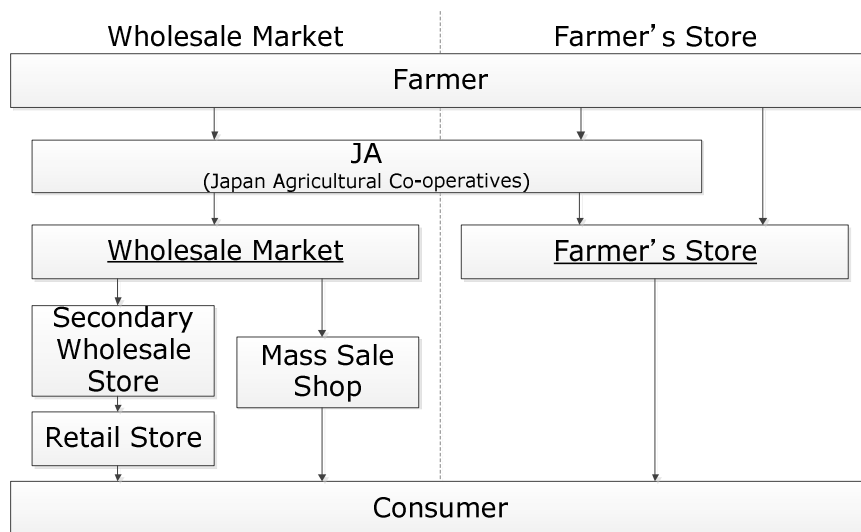 Wholesale Market
Farmer’s Store
Farmer
JA
(Japan Agricultural Co-operatives)
Wholesale Market
Farmer’s Store
Secondary
Wholesale
Store
Mass Sale
Shop
Retail Store
Consumer